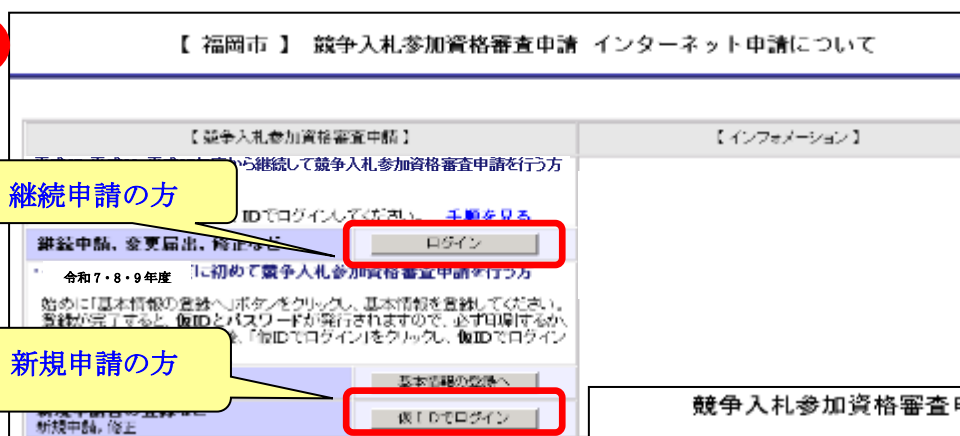 【 福岡市 】 競争入札参加資格審査申請 インターネット申請について
【 競争入札参加資格審査申請 】
【 インフォメーション 】
から継続して競争入札参加資格審査申請を行う方
継続申請の方
IDでログインしてください。 手順を見る
継続申請、変更届出、修正など
ログイン
令和7・8・9年度 に初めて競争入札参加資格審査申請を行う方
始めに「基本情報の登録へ」ボタンをクリックし、基本情報を登録してください。
登録が完了すると、仮IDとパスワードが発行されますので、必ず印刷するか、
「仮IDでログイン」をクリックし、仮IDでログイン
新規申請の方
基本情報の登録へ
仮IDでログイン
新規申請, 修正
競争入札参加資格審査